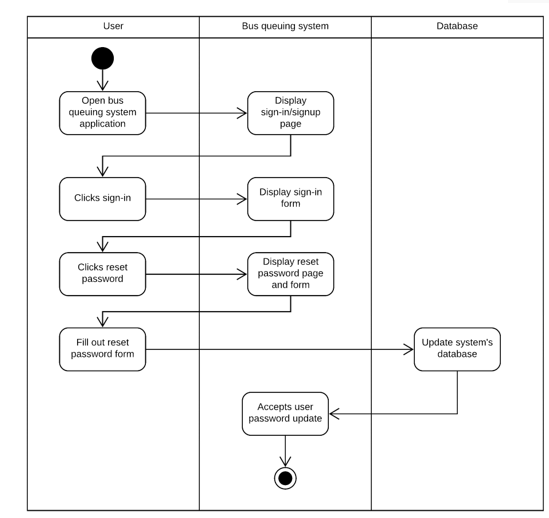 User
Bus queuing system
Database
Open bus
queuing system
application
Display
sign-in/signup
page
Clicks sign-in
Display sign-in
form
Clicks reset
password
Display reset
password page
and form
Fill out reset
password form
Update system's
database
Accepts user
password update